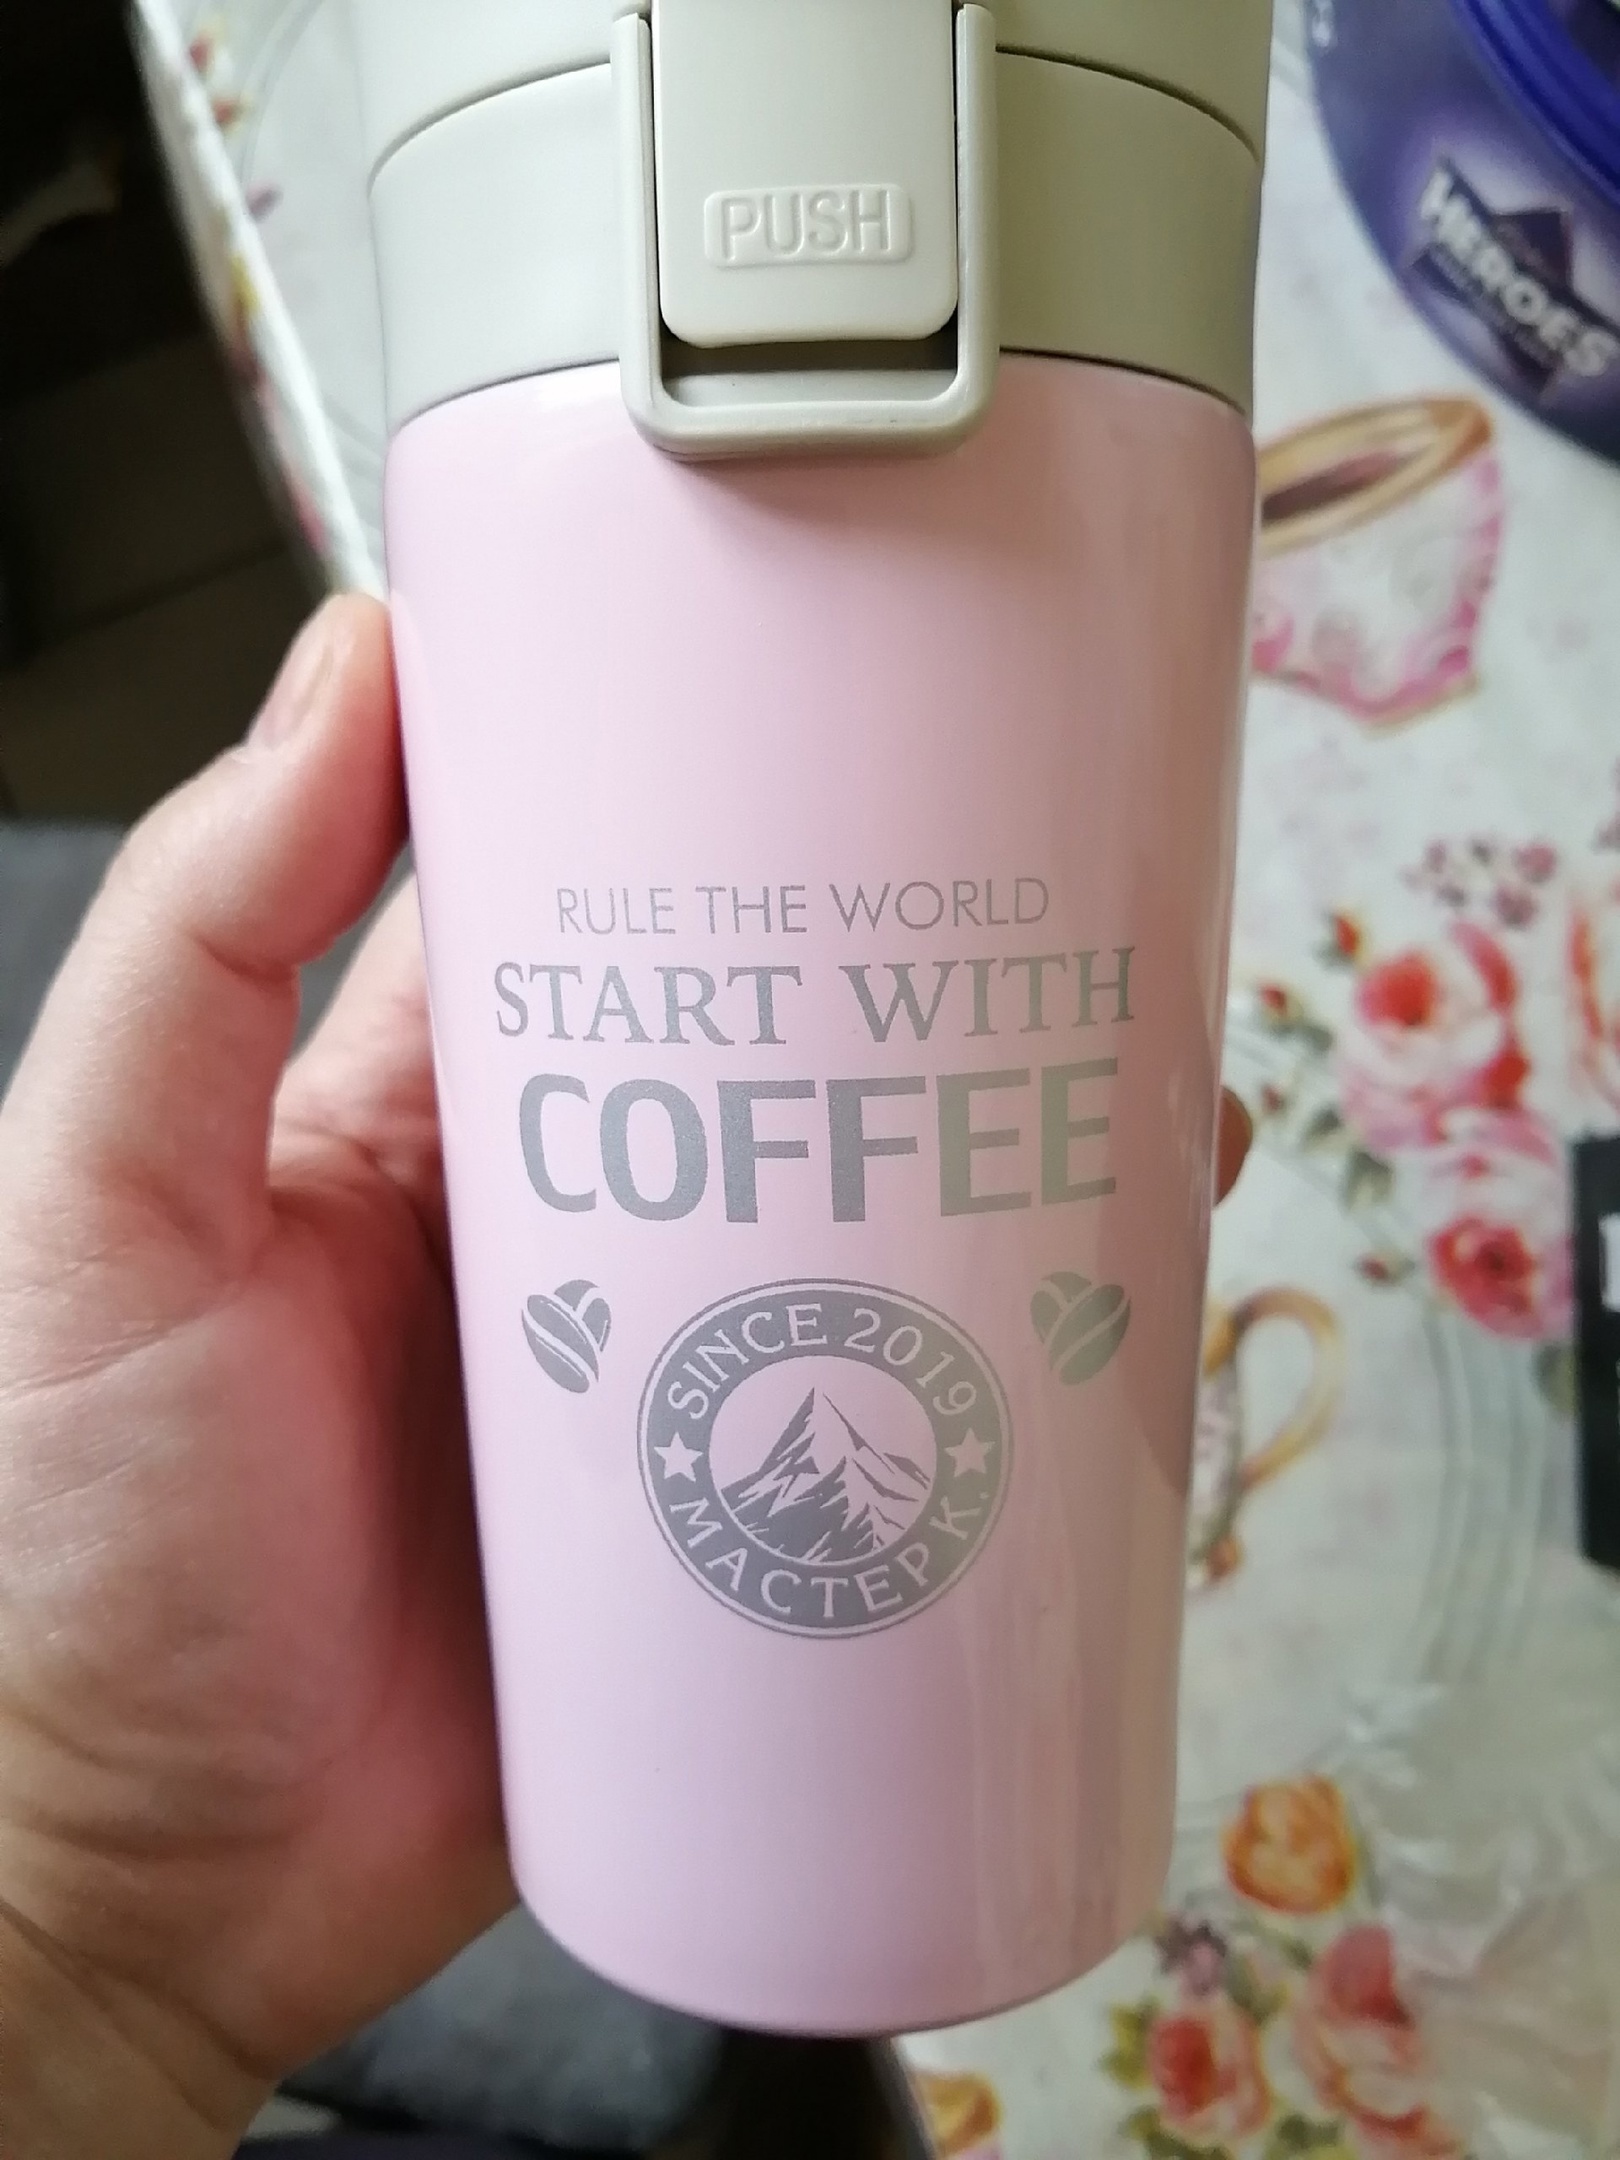 PUSH
HEROES
RULE THE WORLD
START WITH
COFFEE
SINCE 2019
МАСТЕР К.